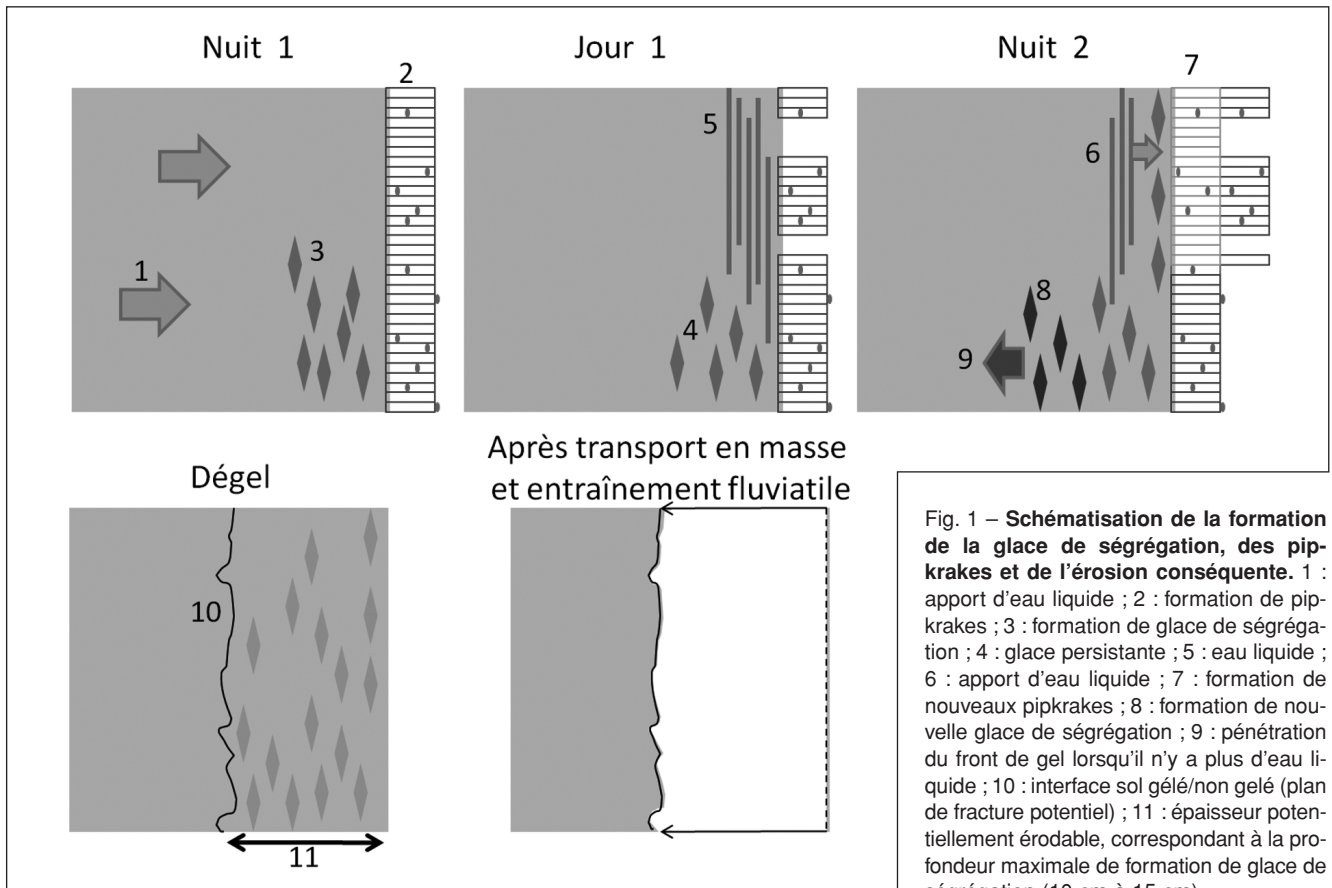 Nuit 1
Jour 1
Nuit 2
2
7
5
6
3
1
8
4
9
Dégel
Après transport en masse
et entraînement fluviatile
10
11
Fig. 1 – Schématisation de la formation
de la glace de ségrégation, des pip-
krakes et de l'érosion conséquente. 1 :
apport d'eau liquide ; 2 : formation de pip-
krakes ; 3 : formation de glace de ségréga-
tion ; 4 : glace persistante ; 5 : eau liquide ;
6 : apport d'eau liquide ; 7 : formation de
nouveaux pipkrakes ; 8 : formation de nou-
velle glace de ségrégation ; 9 : pénétration
du front de gel lorsqu'il n'y a plus d'eau li-
quide ; 10 : interface sol gélé/non gelé (plan
de fracture potentiel) ; 11 : épaisseur poten-
tiellement érodable, correspondant à la pro-
fondeur maximale de formation de glace de
ségrégation (10 cm à 15 cm).